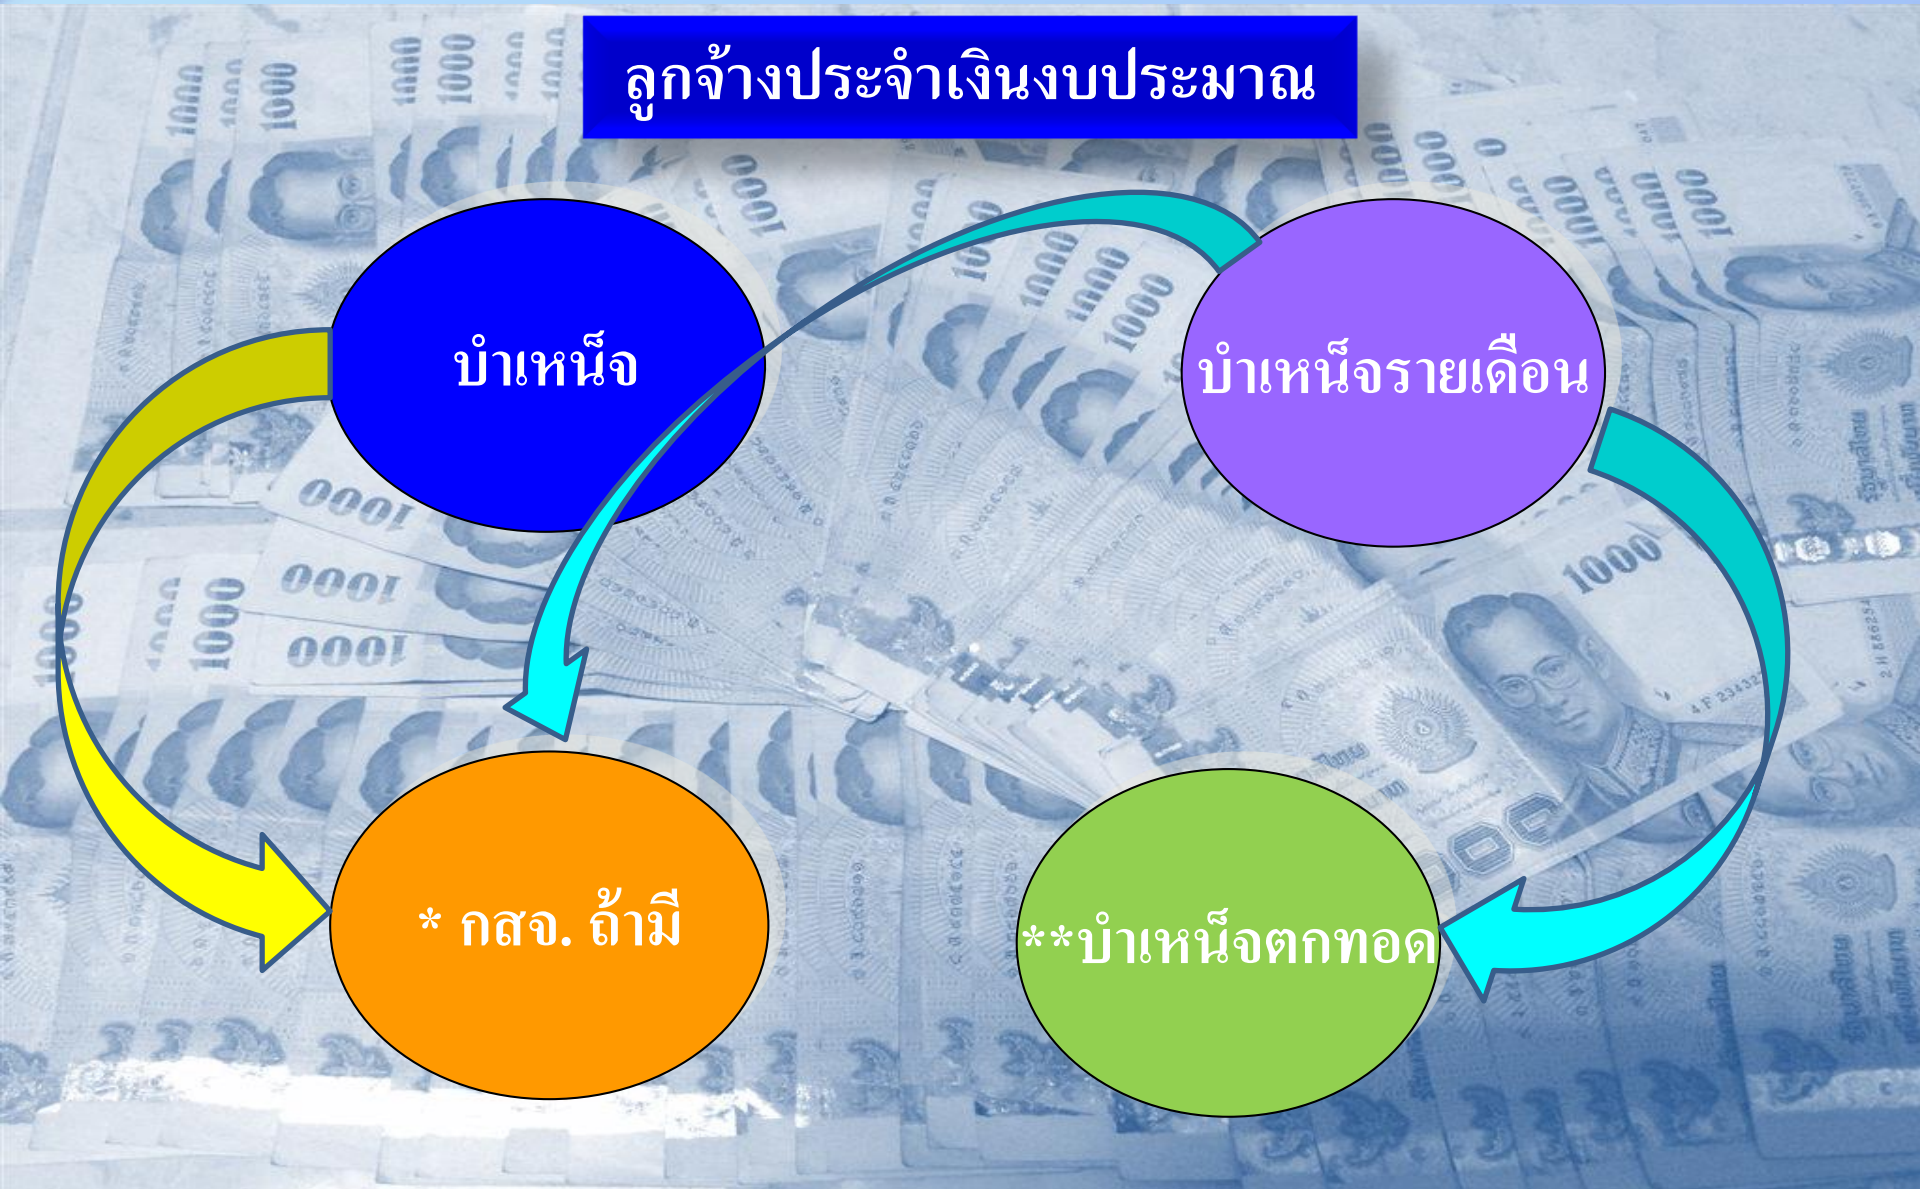 ลูกจ้างประจำเงินงบประมาณ
บำเหน็จ
บำเหน็จรายเดือน
* กสจ. ถ้ามี
**บำเหน็จตกทอด